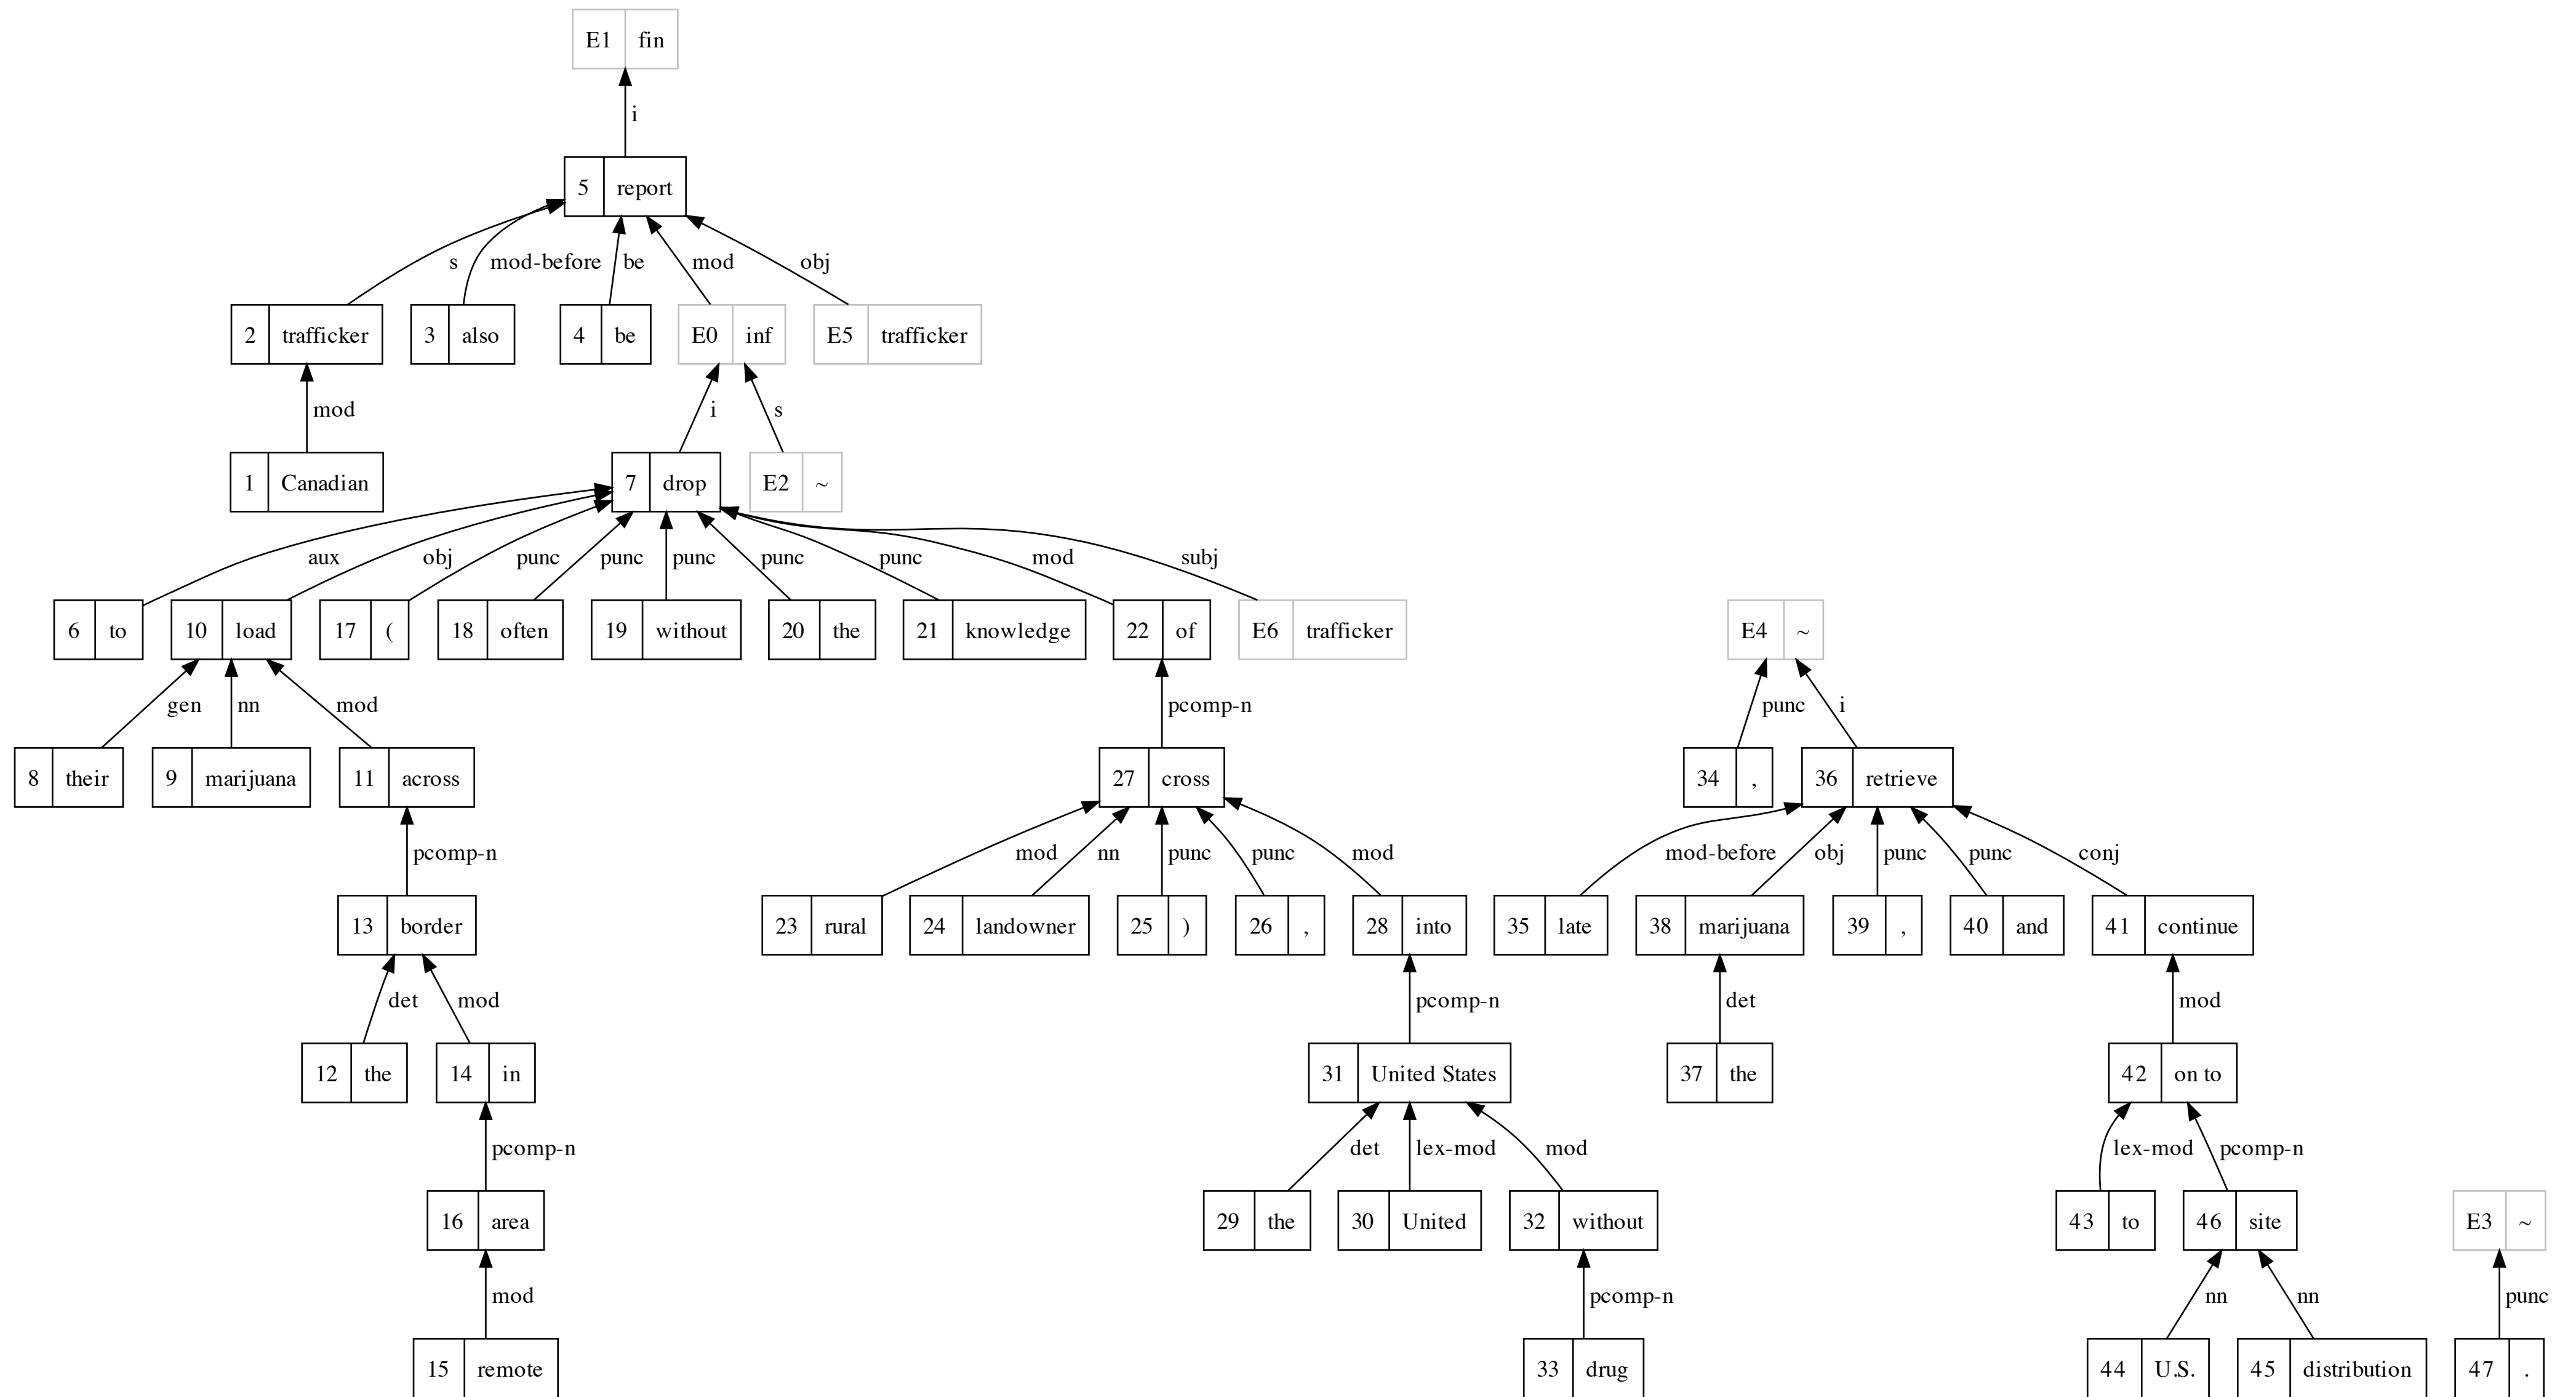 E1 fin
i
5 report
s mod-before be mod obj
2 trafficker 3 also 4 be E0 inf E5 trafficker
mod i s
1 Canadian 7 drop E2 ~
aux obj punc punc punc punc punc mod subj
6 to 10 load 17 ( 18 often 19 without 20 the 21 knowledge 22 of E6 trafficker E4 ~
gen nn mod pcomp-n punc i
8 their 9 marijuana 11 across 27 cross 34 , 36 retrieve
pcomp-n mod nn punc punc mod mod-before obj punc punc conj
13 border 23 rural 24 landowner 25 ) 26 , 28 into 35 late 38 marijuana 39 , 40 and 41 continue
det mod pcomp-n det mod
12 the 14 in 31 United States 37 the 42 on to
pcomp-n det lex-mod mod lex-mod pcomp-n
16 area 29 the 30 United 32 without 43 to 46 site E3 ~
mod pcomp-n nn nn punc
15 remote 33 drug 44 U.S. 45 distribution 47 .